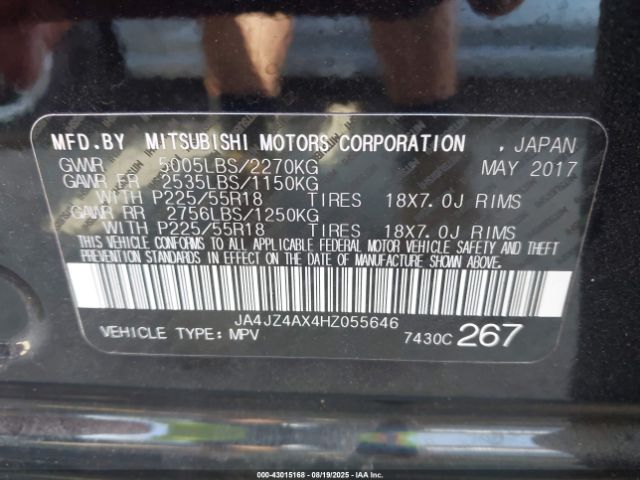 MFD.BY MITSUBISHI MOTORS CORPORATION , JAPAN
GVWR 5005LBS/2270KG MAY 2017
GAWR FR 2535LBS/1150KG
WITH P225/55R18 TIRES 18X7.0J RIMS
GAWR RR 2756LBS/1250KG
WITH P225/55R18 TIRES 18X7.0J RIMS
THIS VEHICLE CONFORMS TO ALL APPLICABLE FEDERAL MOTOR VEHICLE SAFETY AND THEFT
PREVENTION STANDARDS IN EFFECT ON THE DATE OF MANUFACTURE SHOWN ABOVE.
JA4JZ4AX4HZ055646
VEHICLE TYPE: MPV 7430C 267
000-43015168 - 08/19/2025 - © IAA Inc.